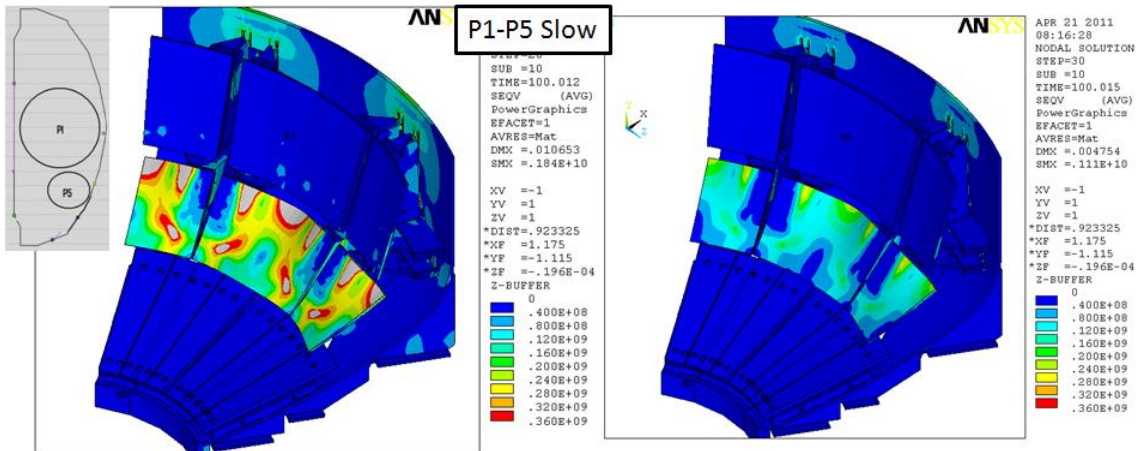 P1
P5
P1-P5 Slow
ANSYS
SUB =10
TIME=100.012
SEQV (AVG)
PowerGraphics
EFACET=1
AVRES=Mat
DMX =.010653
SMX =.184E+10
XV =-1
YV =1
ZV =1
*DIST=.923325
*XF =1.175
*YF =-1.115
*ZF =-.196E-04
Z-BUFFER
0
.400E+08
.800E+08
.120E+09
.160E+09
.200E+09
.240E+09
.280E+09
.320E+09
.360E+09
Y
X
Z
ANSYS
APR 21 2011
08:16:28
NODAL SOLUTION
STEP=30
SUB =10
TIME=100.015
SEQV (AVG)
PowerGraphics
EFACET=1
AVRES=Mat
DMX =.004754
SMX =.111E+10
XV =-1
YV =1
ZV =1
*DIST=.923325
*XF =1.175
*YF =-1.115
*ZF =-.196E-04
Z-BUFFER
0
.400E+08
.800E+08
.120E+09
.160E+09
.200E+09
.240E+09
.280E+09
.320E+09
.360E+09